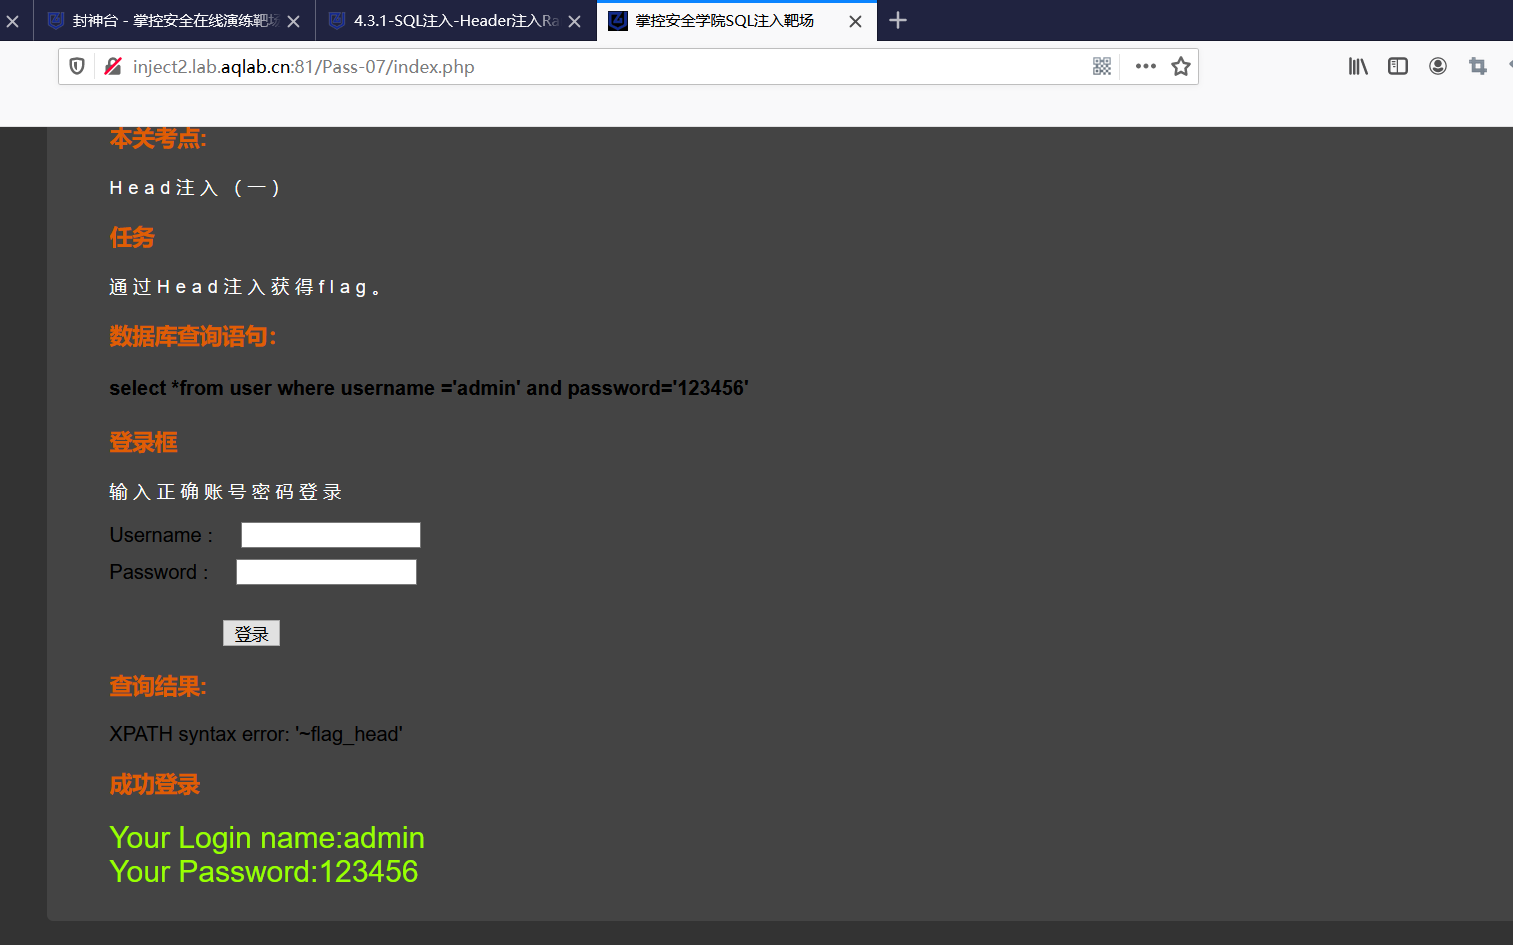 封神台 - 掌控安全在线演练靶场
4.3.1-SQL注入-Header注入Ra
掌控安全学院SQL注入靶场
inject2.lab.aqlab.cn:81/Pass-07/index.php
本关考点:
Head注入（一）
任务
通过Head注入获得flag。
数据库查询语句：
select *from user where username ='admin' and password='123456'
登录框
输入正确账号密码登录
Username :
Password :
登录
查询结果:
XPATH syntax error: '~flag_head'
成功登录
Your Login name:admin
Your Password:123456